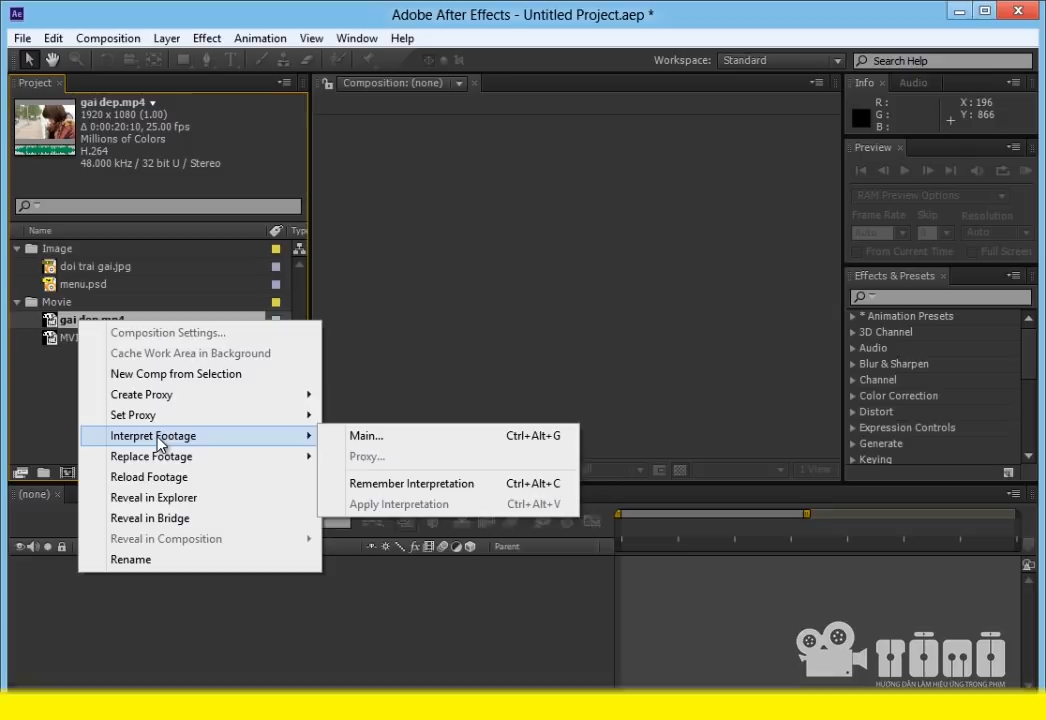 Ae
Adobe After Effects - Untitled Project.aep *
File Edit Composition Layer Effect Animation View Window Help
Workspace: Standard
Search Help
Project
Composition: (none)
Info Audio
gai dep.mp4
1920 x 1080 (1.00)
Δ 0:00:20:10, 25.00 fps
Millions of Colors
H.264
48.000 kHz / 32 bit U / Stereo
R :
G :
B :
X : 196
Y : 866
Preview
RAM Preview Options
Frame Rate Skip Resolution
Auto 0 Auto
From Current Time Full Screen
Name Typ
Image
doi trai gai.jpg
menu.psd
Movie
gai dep.mp4
Effects & Presets
* Animation Presets
3D Channel
Audio
Blur & Sharpen
Channel
Color Correction
Distort
Expression Controls
Generate
Keying
Composition Settings...
Cache Work Area in Background
New Comp from Selection
Create Proxy
Set Proxy
Interpret Footage
Replace Footage
Reload Footage
Reveal in Explorer
Reveal in Bridge
Reveal in Composition
Rename
Main... Ctrl+Alt+G
Proxy...
Remember Interpretation Ctrl+Alt+C
Apply Interpretation Ctrl+Alt+V
1 View
(none)
fx
Parent
HƯỚNG DẪN LÀM HIỆU ỨNG TRONG PHIM